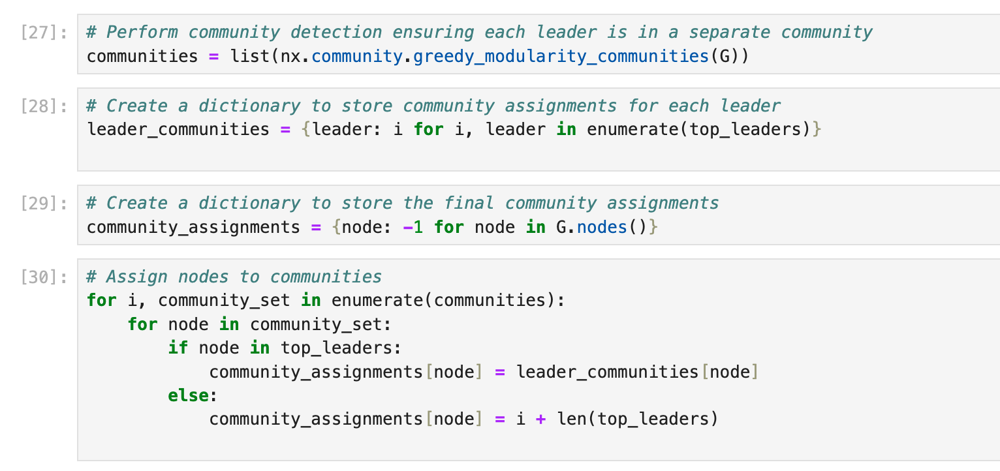 [27]: # Perform community detection ensuring each leader is in a separate community
communities = list(nx.community.greedy_modularity_communities(G))
[28]: # Create a dictionary to store community assignments for each leader
leader_communities = {leader: i for i, leader in enumerate(top_leaders)}
[29]: # Create a dictionary to store the final community assignments
community_assignments = {node: -1 for node in G.nodes()}
[30]: # Assign nodes to communities
for i, community_set in enumerate(communities):
    for node in community_set:
        if node in top_leaders:
            community_assignments[node] = leader_communities[node]
        else:
            community_assignments[node] = i + len(top_leaders)